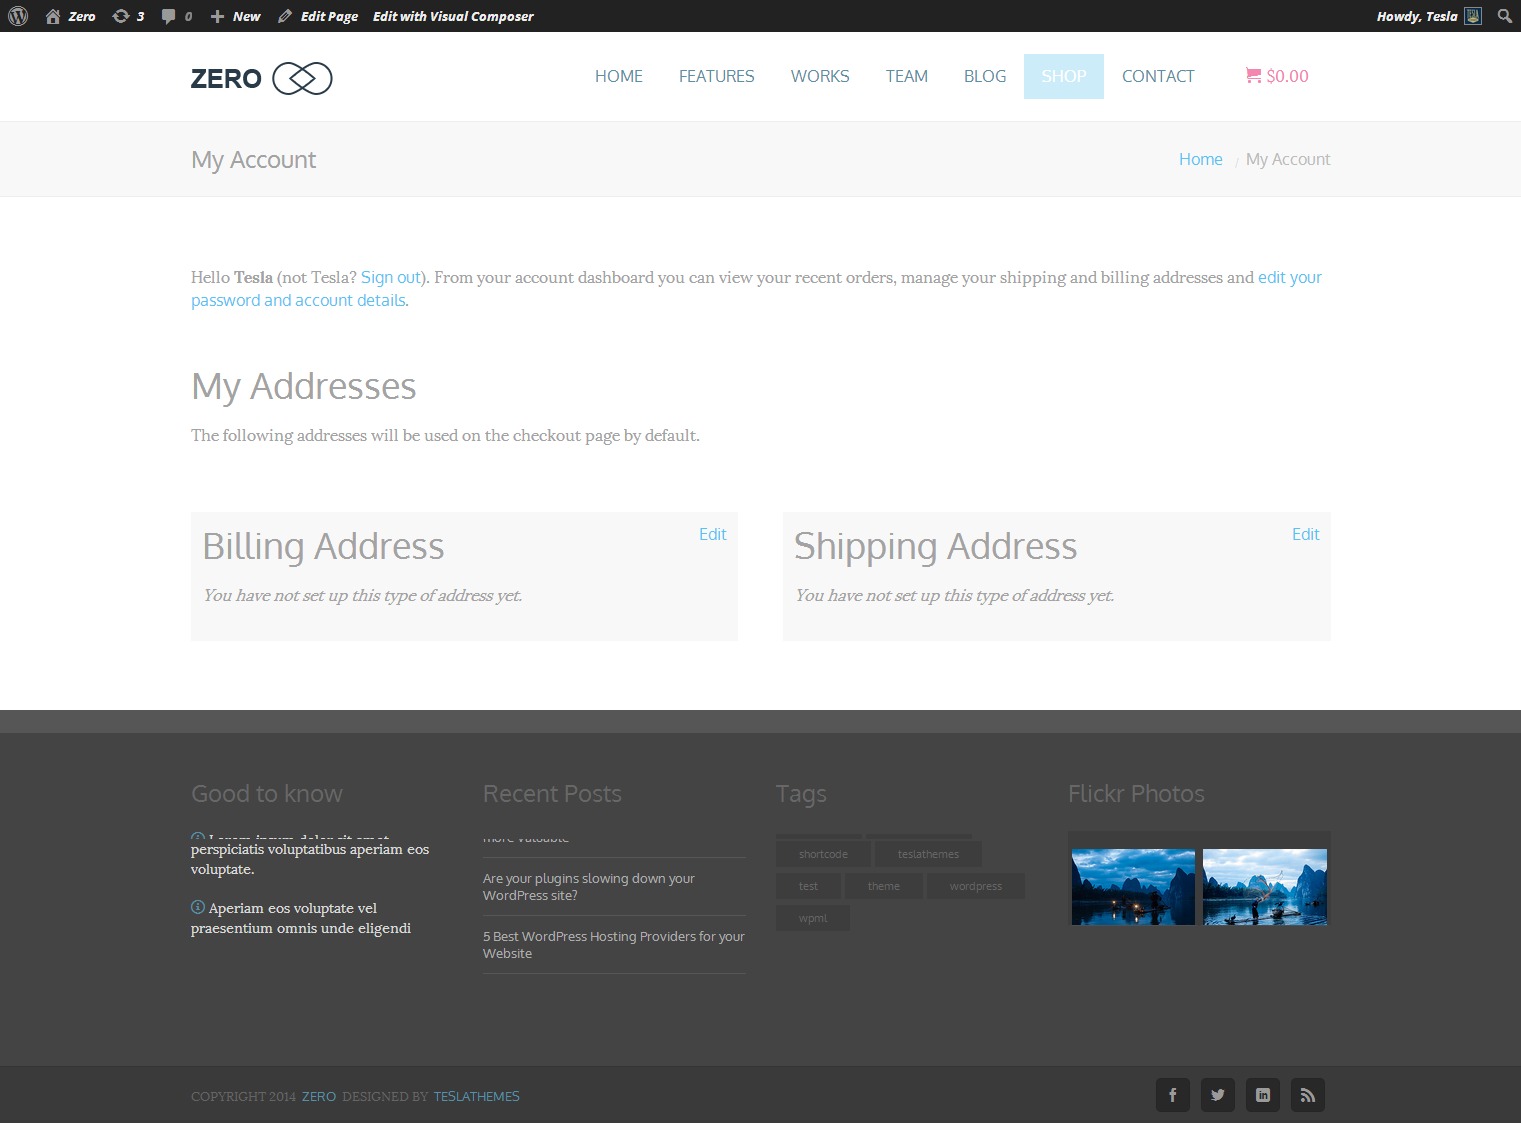 Zero 3 0 New Edit Page Edit with Visual Composer Howdy, Tesla
ZERO HOME FEATURES WORKS TEAM BLOG SHOP CONTACT $0.00
My Account Home / My Account
Hello Tesla (not Tesla? Sign out). From your account dashboard you can view your recent orders, manage your shipping and billing addresses and edit your
password and account details.
My Addresses
The following addresses will be used on the checkout page by default.
Billing Address Edit
You have not set up this type of address yet.
Shipping Address Edit
You have not set up this type of address yet.
Good to know
Lorem ipsum dolor sit amet
perspiciatis voluptatibus aperiam eos
voluptate.
Aperiam eos voluptate vel
praesentium omnis unde eligendi
Recent Posts
more valuable
Are your plugins slowing down your
WordPress site?
5 Best WordPress Hosting Providers for your
Website
Tags
shortcode teslathemes
test theme wordpress
wpml
Flickr Photos
COPYRIGHT 2014 ZERO DESIGNED BY TESLATHEMES